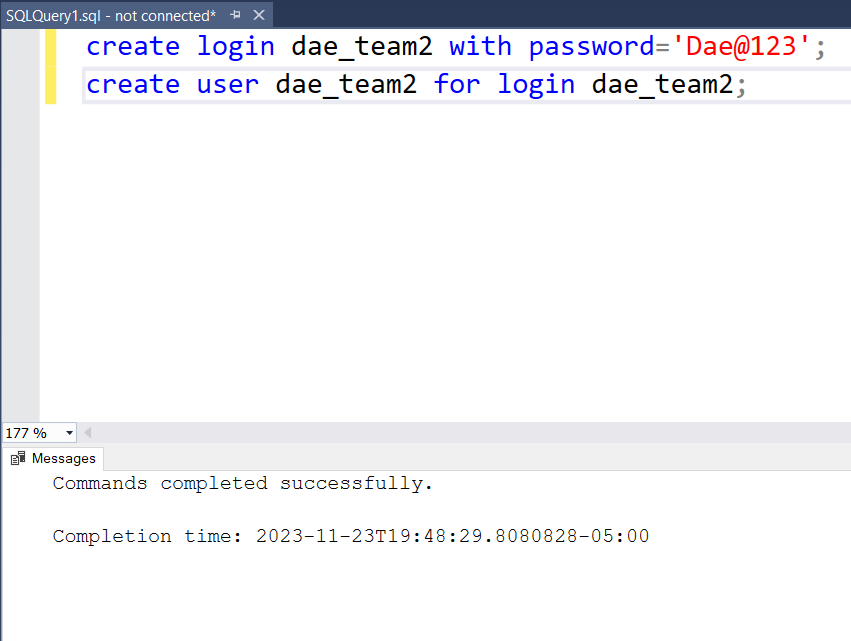 SQLQuery1.sql - not connected*
create login dae_team2 with password='Dae@123';
create user dae_team2 for login dae_team2;
177 %
Messages
Commands completed successfully.
Completion time: 2023-11-23T19:48:29.8080828-05:00